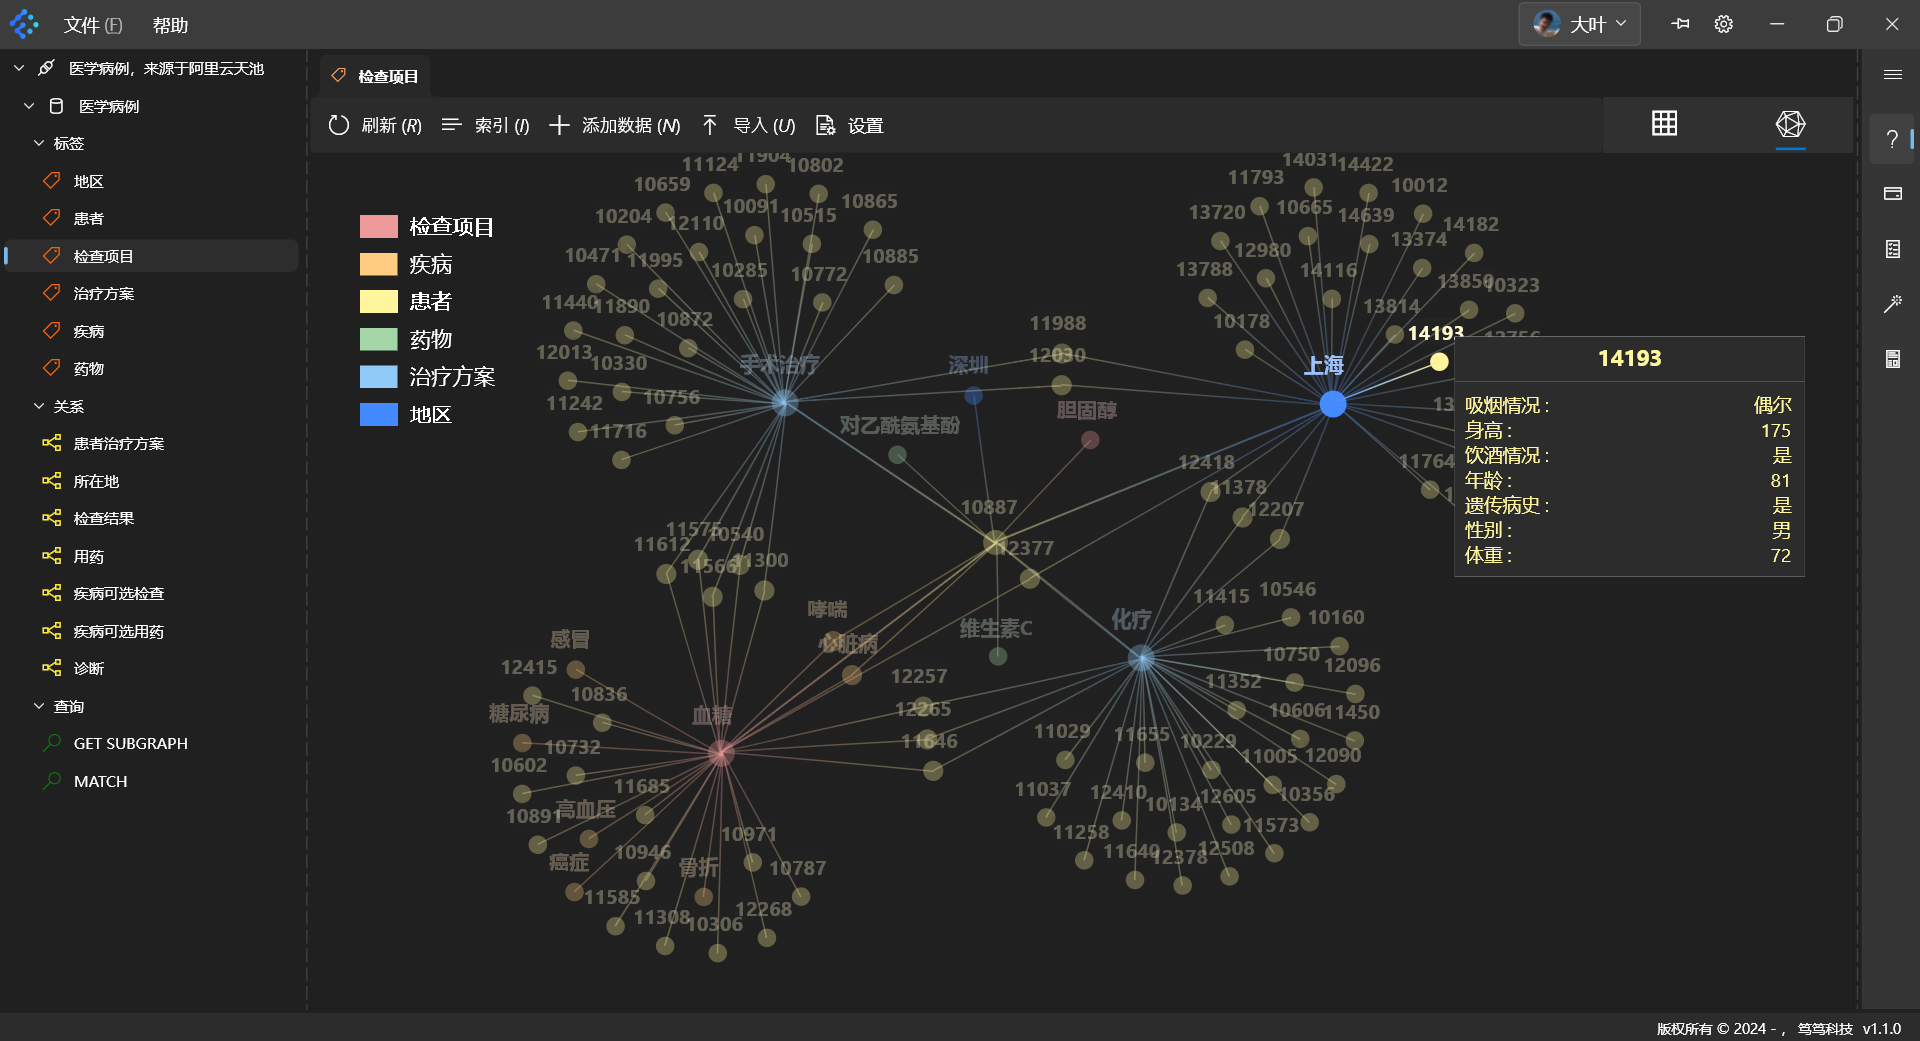 文件 (F) 帮助 大叶
医学病例，来源于阿里云天池
医学病例
标签
地区
患者
检查项目
治疗方案
疾病
药物
关系
患者治疗方案
所在地
检查结果
用药
疾病可选检查
疾病可选用药
诊断
查询
GET SUBGRAPH
MATCH
检查项目
刷新 (R) 索引 (I) 添加数据 (N) 导入 (U) 设置
检查项目
疾病
患者
药物
治疗方案
地区
11124 11904 10802
10659
10204 12110 10091 10515 10865
10471 11995 10285 10772 10885
11440 11890 10872
12013 10330
11242 10756
11716
手术治疗
14031 14422
11793 10012
13720 10665 14639 14182
12980 13374
13788 14116 13850 10323
10178 13814
14193
上海
11764
11988
12030
深圳
胆固醇
对乙酰氨基酚
10887
12377
12418
11378
12207
11575 10540
11612 11566 11300
哮喘
心脏病
维生素C
化疗
感冒
12415
10836
糖尿病
血糖
10732
10602
11685
10891
高血压
癌症
10946
骨折
10971
10787
11585
11308
10306
12268
12257
12265
11646
11415 10546
10160
10750 12096
11352
10606 11450
11029 11655 10229
11005 12090
11037 12410 10134 12605 10356
11258 11573
11640 12378 12508
14193
吸烟情况： 偶尔
身高： 175
饮酒情况： 是
年龄： 81
遗传病史： 是
性别： 男
体重： 72
版权所有 © 2024 - ， 笃笃科技 v1.1.0